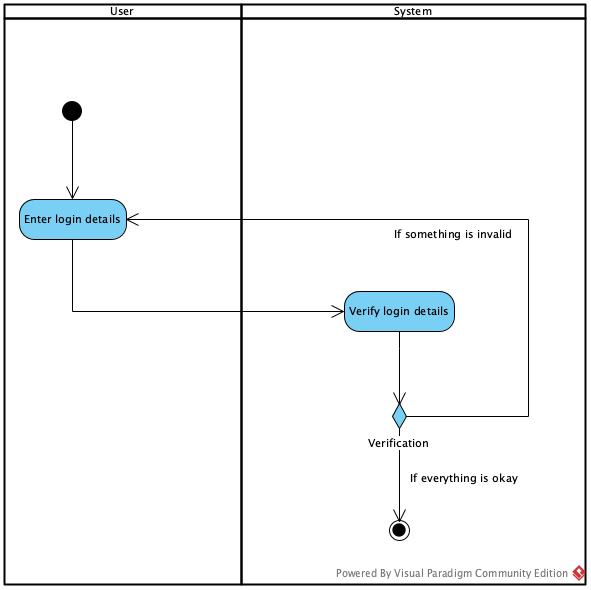 User
System
Enter login details
If something is invalid
Verify login details
Verification
If everything is okay
Powered By Visual Paradigm Community Edition